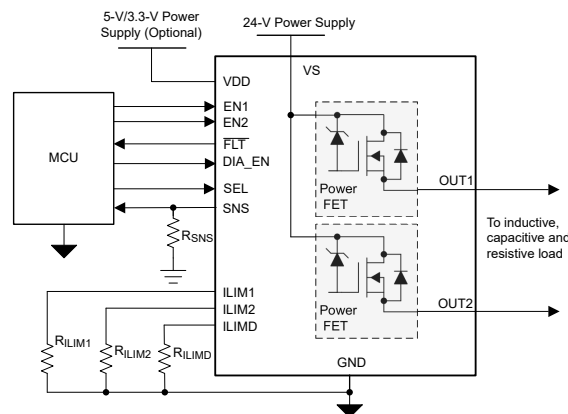 5-V/3.3-V Power
Supply (Optional)
24-V Power Supply
VS
VDD
MCU
EN1
EN2
FLT
DIA_EN
SEL
SNS
RSNS
Power
FET
OUT1
To inductive,
capacitive and
resistive load
Power
FET
OUT2
ILIM1
ILIM2
ILIMD
RILIM1
RILIM2
RILIMD
GND